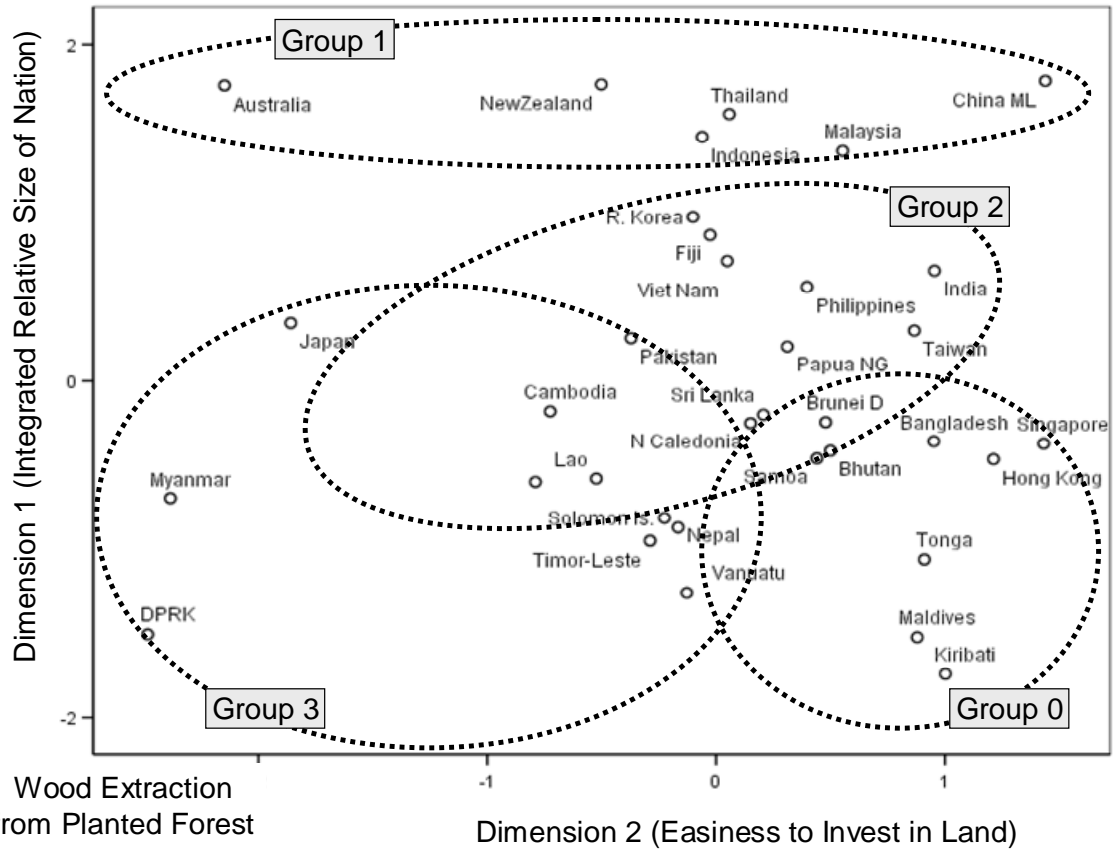 Dimension 1 (Integrated Relative Size of Nation)
2
0
-2
Group 1
Australia
NewZealand
Thailand
China ML
Malaysia
Indonesia
Group 2
R. Korea
Fiji
Viet Nam
India
Philippines
Japan
Pakistan
Taiwan
Papua NG
Cambodia
Sri Lanka
Brunei D
Bangladesh
Singapore
N Caledonia
Lao
Samoa
Bhutan
Hong Kong
Myanmar
Solomon Is.
Nepal
Timor-Leste
Tonga
Vanuatu
DPRK
Maldives
Kiribati
Group 3
Group 0
-1
0
1
Wood Extraction
rom Planted Forest
Dimension 2 (Easiness to Invest in Land)